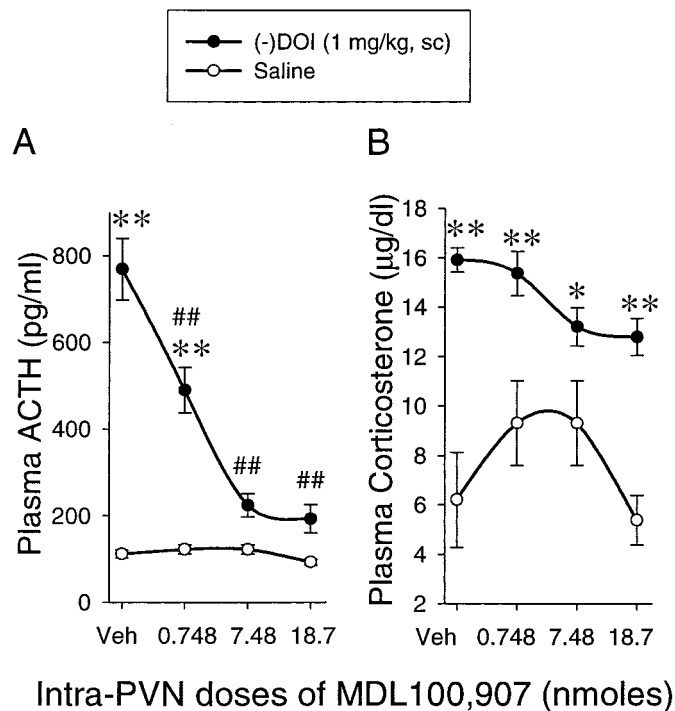 (-)DOI (1 mg/kg, sc)
Saline
A
Plasma ACTH (pg/ml)
800
600
400
200
0
**
##
**
##
##
Veh 0.748 7.48 18.7
B
Plasma Corticosterone (µg/dl)
18
16
14
12
10
8
6
4
2
**
**
*
**
Veh 0.748 7.48 18.7
Intra-PVN doses of MDL100,907 (nmoles)